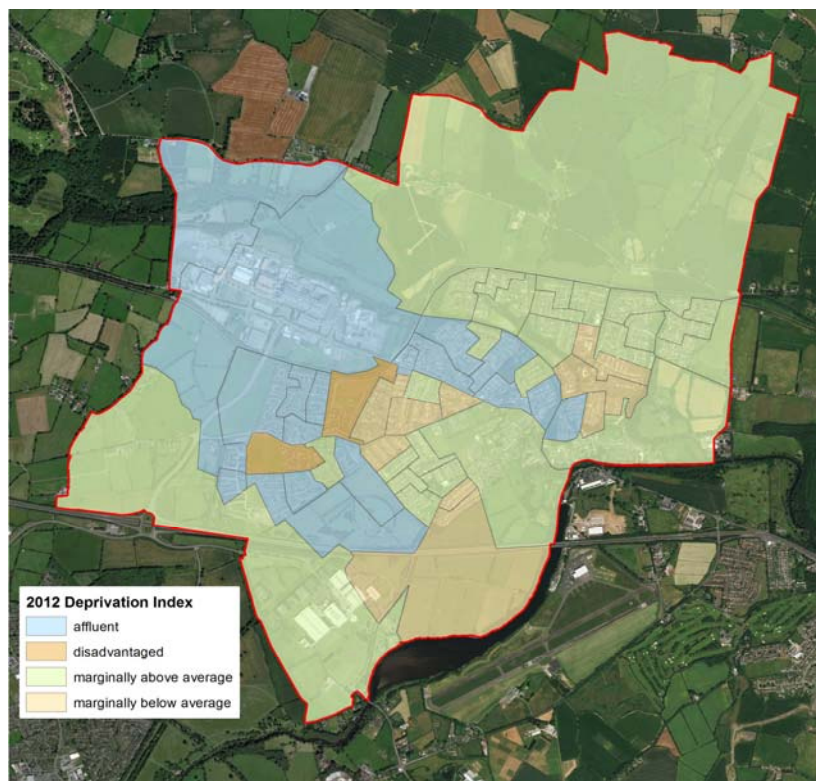 2012 Deprivation Index
affluent
disadvantaged
marginally above average
marginally below average